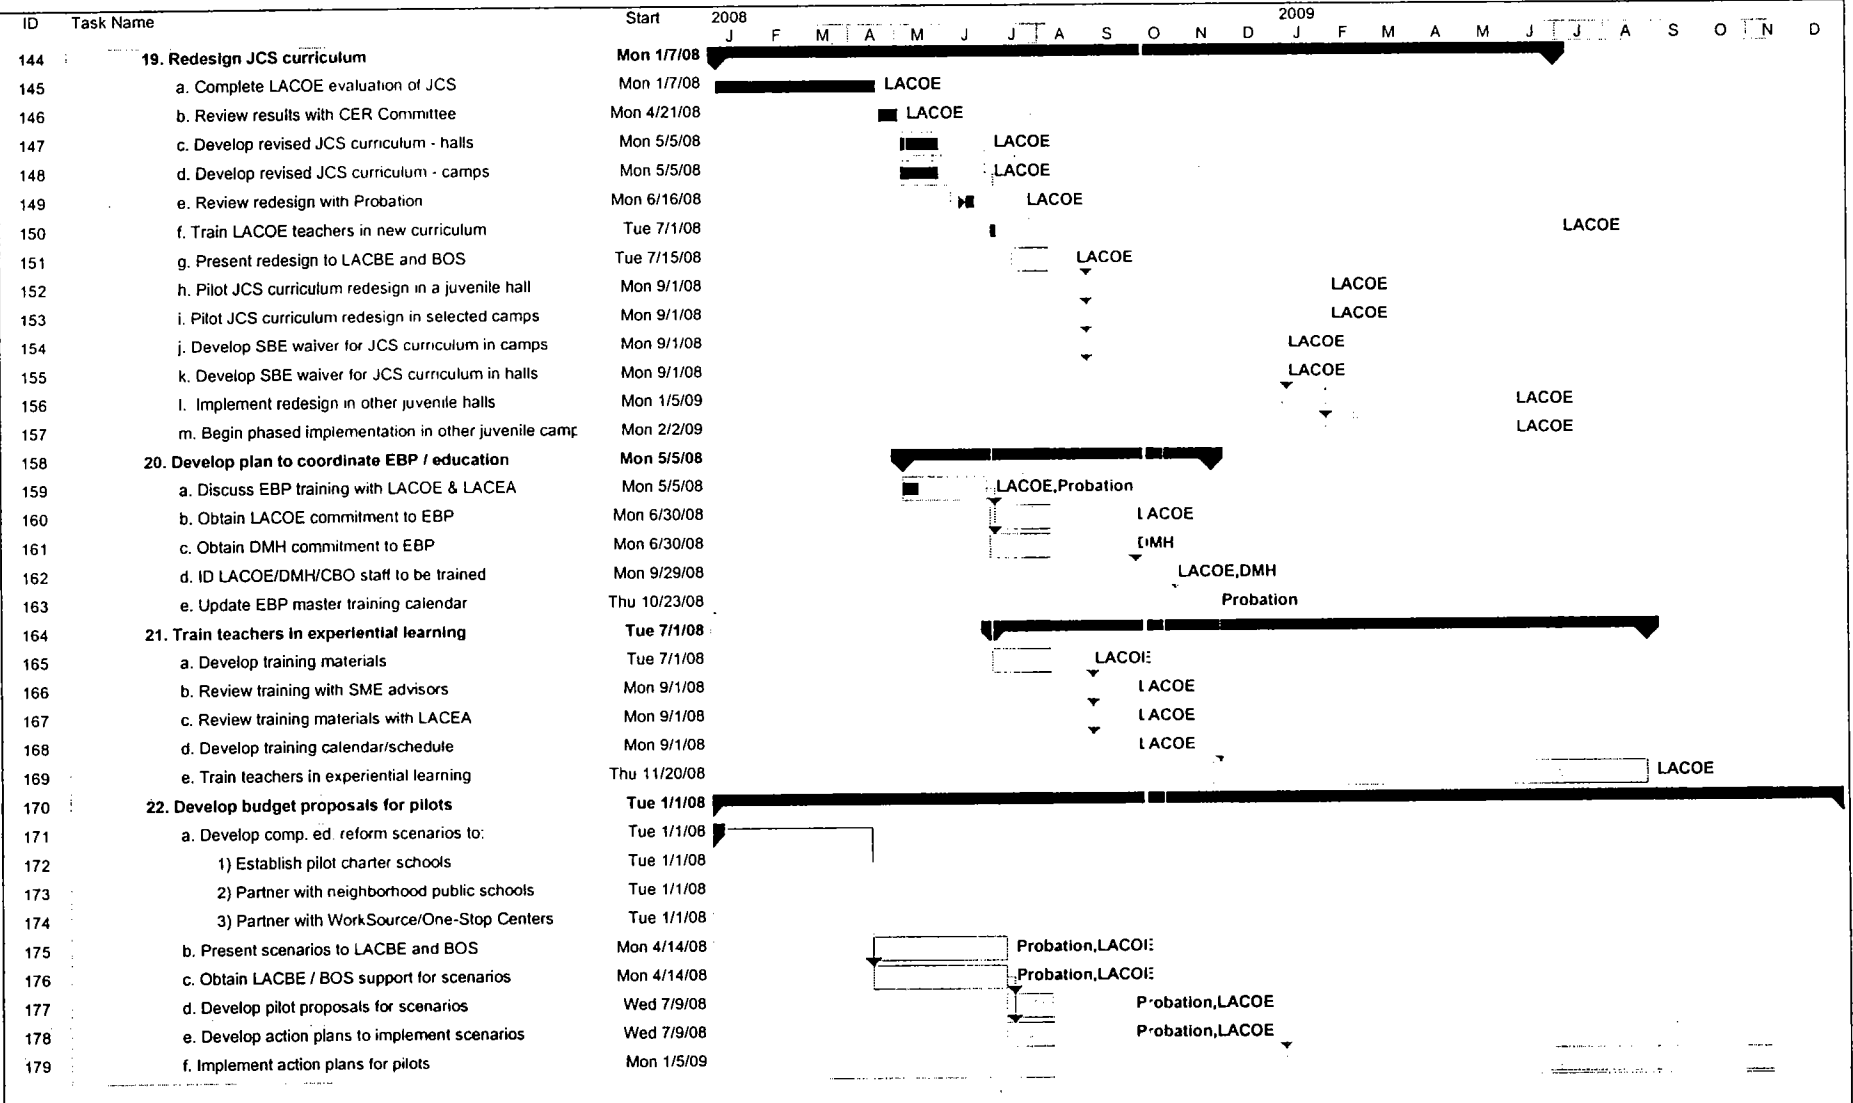 ID Task Name Start 2008 2009
J F M A M J J A S O N D J F M A M J J A S O N D
144 19. Redesign JCS curriculum Mon 1/7/08
145 a. Complete LACOE evaluation of JCS Mon 1/7/08 LACOE
146 b. Review results with CER Committee Mon 4/21/08 LACOE
147 c. Develop revised JCS curriculum - halls Mon 5/5/08 LACOE
148 d. Develop revised JCS curriculum - camps Mon 5/5/08 LACOE
149 e. Review redesign with Probation Mon 6/16/08 LACOE
150 f. Train LACOE teachers in new curriculum Tue 7/1/08 LACOE
151 g. Present redesign to LACBE and BOS Tue 7/15/08 LACOE
152 h. Pilot JCS curriculum redesign in a juvenile hall Mon 9/1/08 LACOE
153 i. Pilot JCS curriculum redesign in selected camps Mon 9/1/08 LACOE
154 j. Develop SBE waiver for JCS curriculum in camps Mon 9/1/08 LACOE
155 k. Develop SBE waiver for JCS curriculum in halls Mon 9/1/08 LACOE
156 l. Implement redesign in other juvenile halls Mon 1/5/09 LACOE
157 m. Begin phased implementation in other juvenile camp Mon 2/2/09 LACOE
158 20. Develop plan to coordinate EBP / education Mon 5/5/08
159 a. Discuss EBP training with LACOE & LACEA Mon 5/5/08 LACOE,Probation
160 b. Obtain LACOE commitment to EBP Mon 6/30/08 LACOE
161 c. Obtain DMH commitment to EBP Mon 6/30/08 DMH
162 d. ID LACOE/DMH/CBO staff to be trained Mon 9/29/08 LACOE,DMH
163 e. Update EBP master training calendar Thu 10/23/08 Probation
164 21. Train teachers in experiential learning Tue 7/1/08
165 a. Develop training materials Tue 7/1/08 LACOE
166 b. Review training with SME advisors Mon 9/1/08 LACOE
167 c. Review training materials with LACEA Mon 9/1/08 LACOE
168 d. Develop training calendar/schedule Mon 9/1/08 LACOE
169 e. Train teachers in experiential learning Thu 11/20/08 LACOE
170 22. Develop budget proposals for pilots Tue 1/1/08
171 a. Develop comp. ed. reform scenarios to: Tue 1/1/08
172 1) Establish pilot charter schools Tue 1/1/08
173 2) Partner with neighborhood public schools Tue 1/1/08
174 3) Partner with WorkSource/One-Stop Centers Tue 1/1/08
175 b. Present scenarios to LACBE and BOS Mon 4/14/08 Probation,LACOE
176 c. Obtain LACBE / BOS support for scenarios Mon 4/14/08 Probation,LACOE
177 d. Develop pilot proposals for scenarios Wed 7/9/08 Probation,LACOE
178 e. Develop action plans to implement scenarios Wed 7/9/08 Probation,LACOE
179 f. Implement action plans for pilots Mon 1/5/09